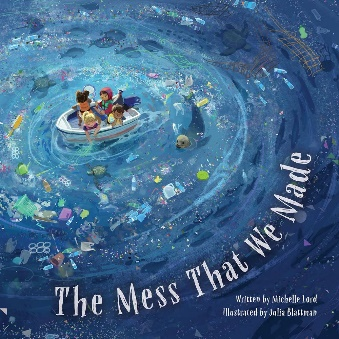 The Mess That We Made
Written by Michelle Lord
Illustrated by Julia Blattman